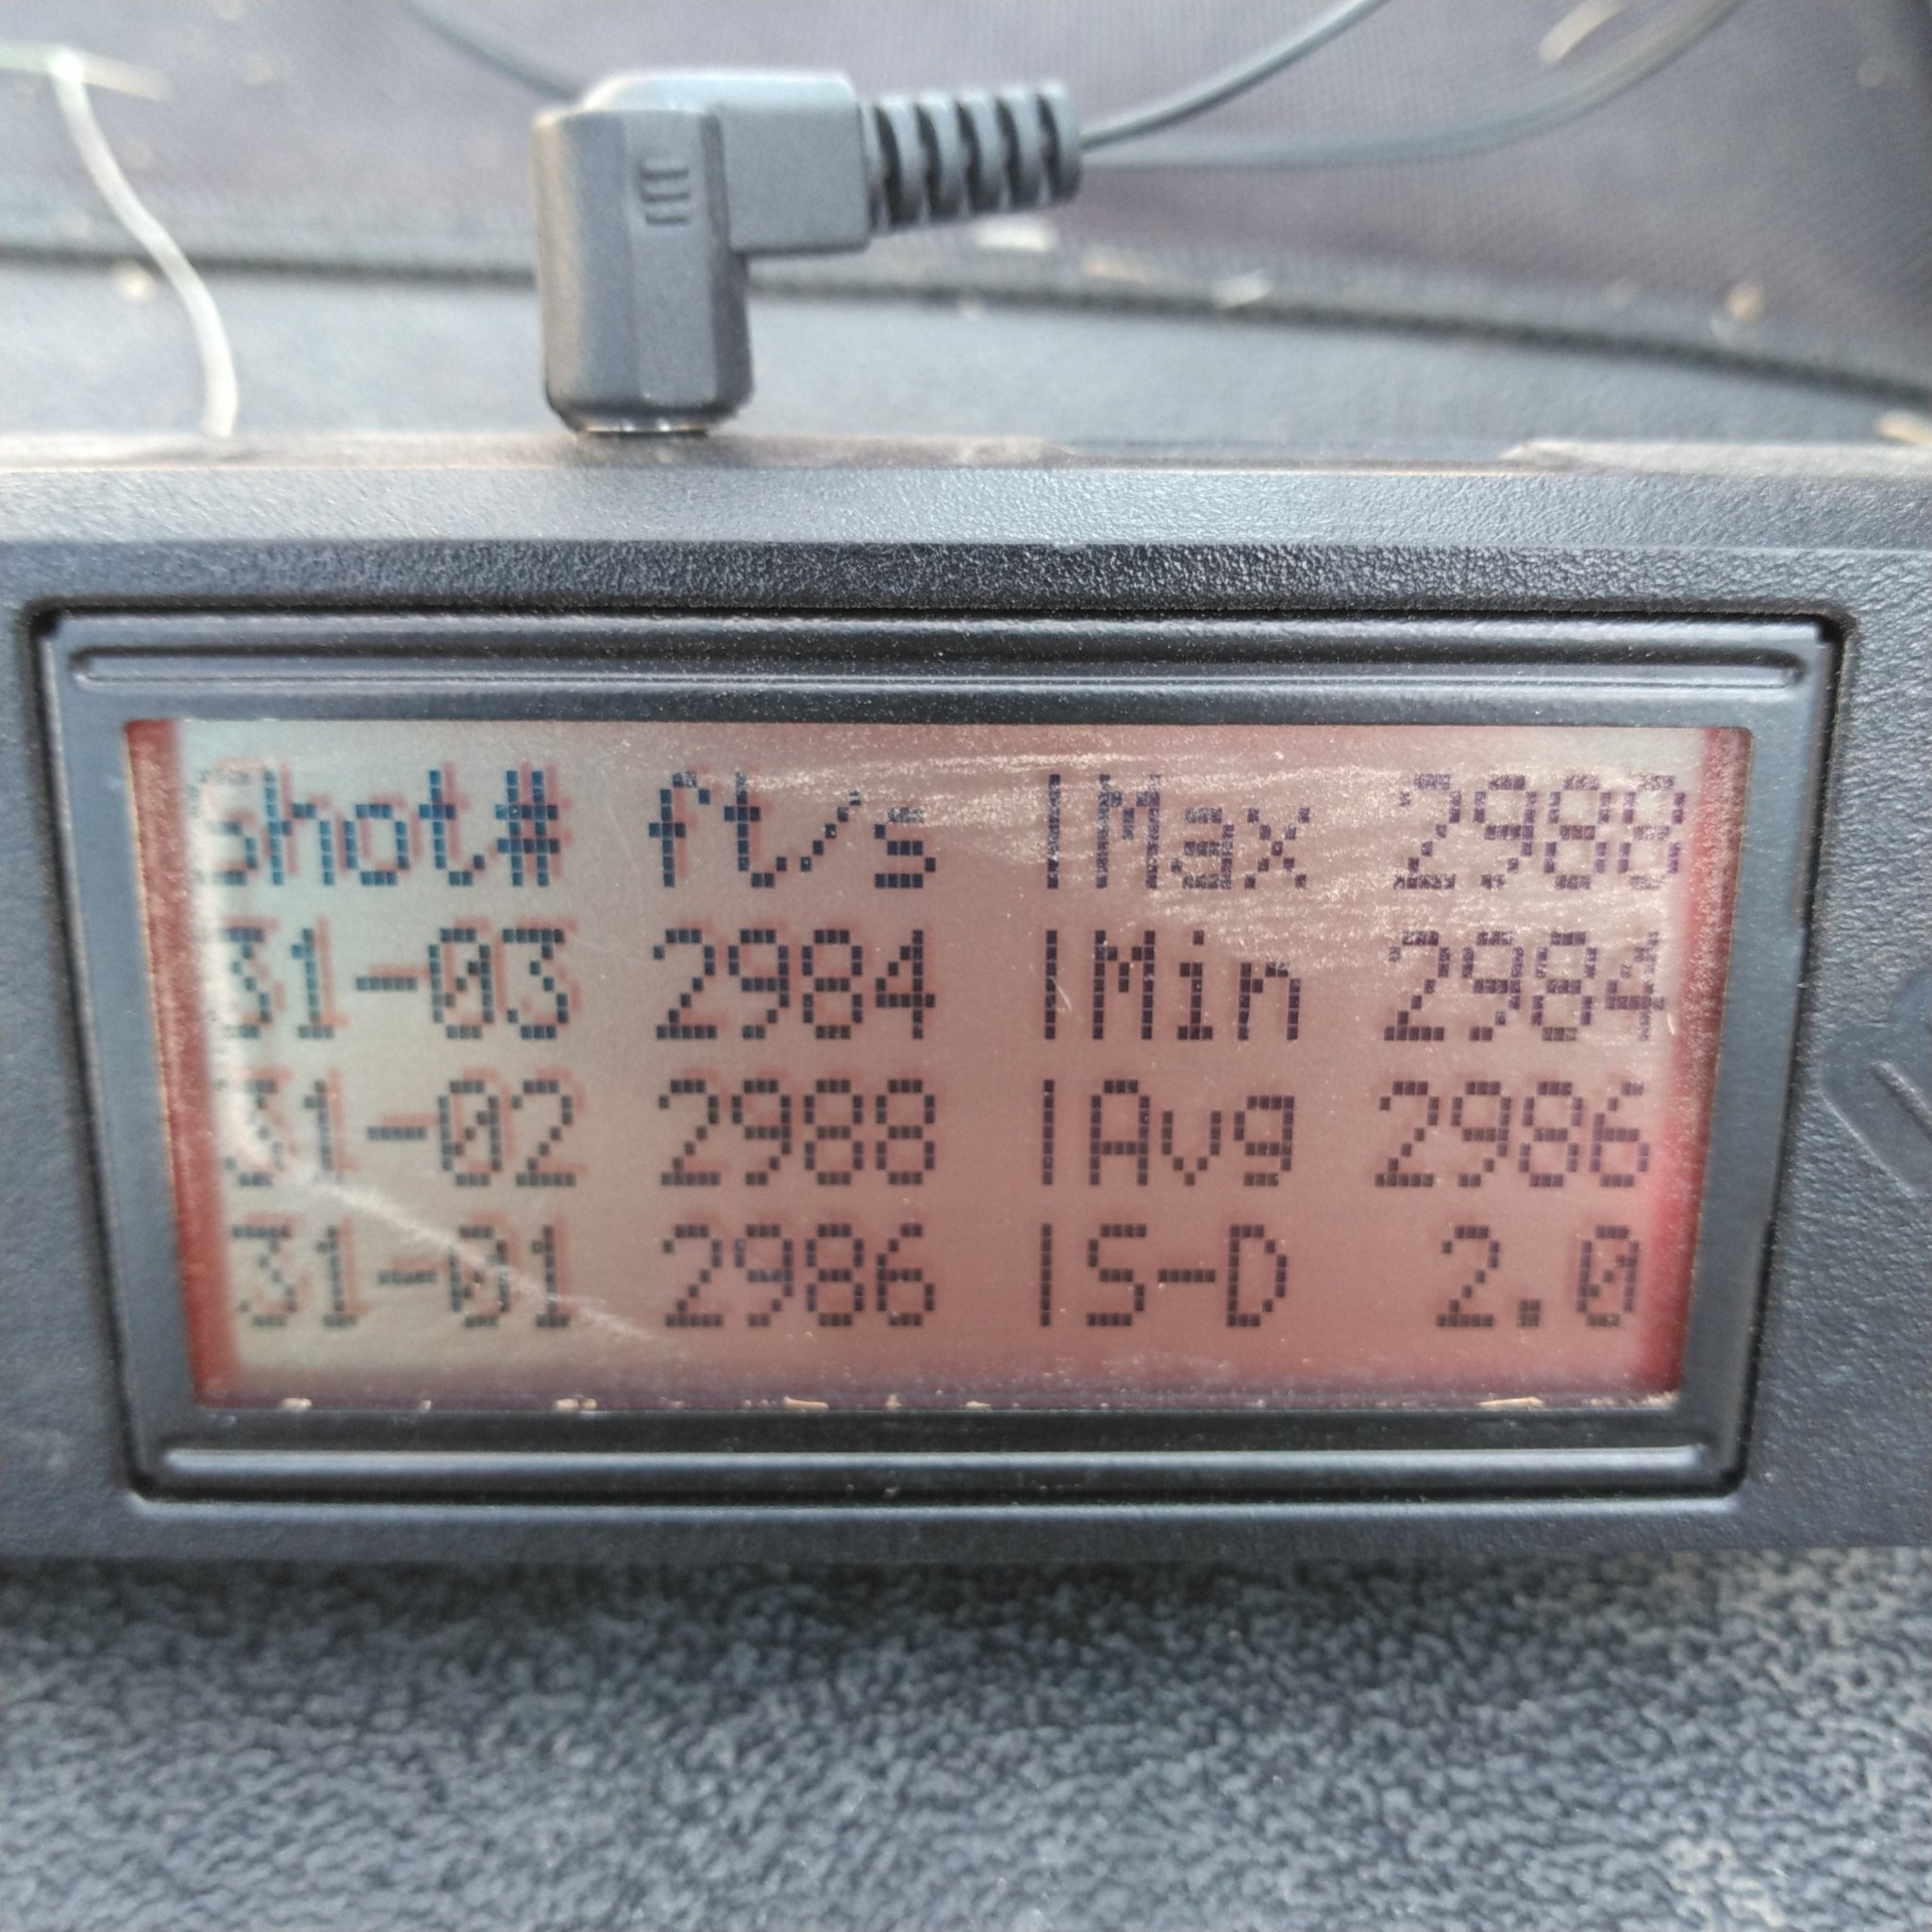 Shot# ft/s |Max 2988
31-03 2984 |Min 2984
31-02 2988 |Avg 2986
31-01 2986 |S-D 2.0